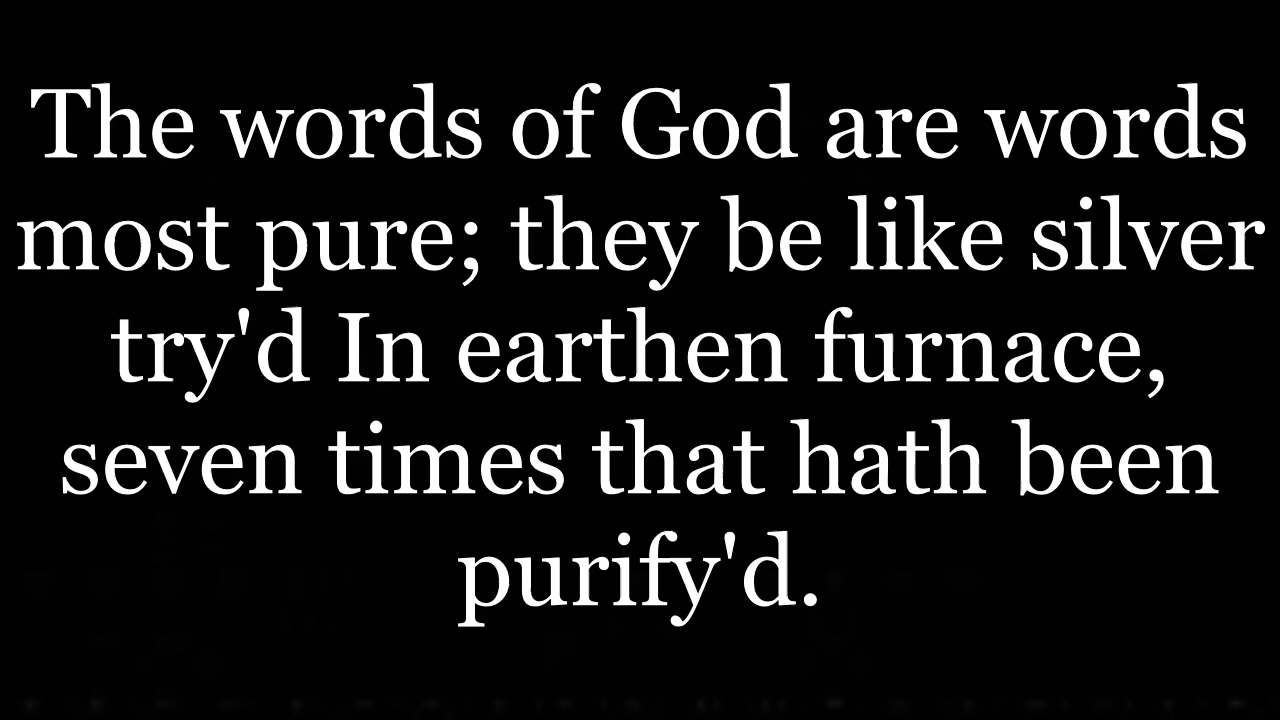 The words of God are words
most pure; they be like silver
try'd In earthen furnace,
seven times that hath been
purify'd.